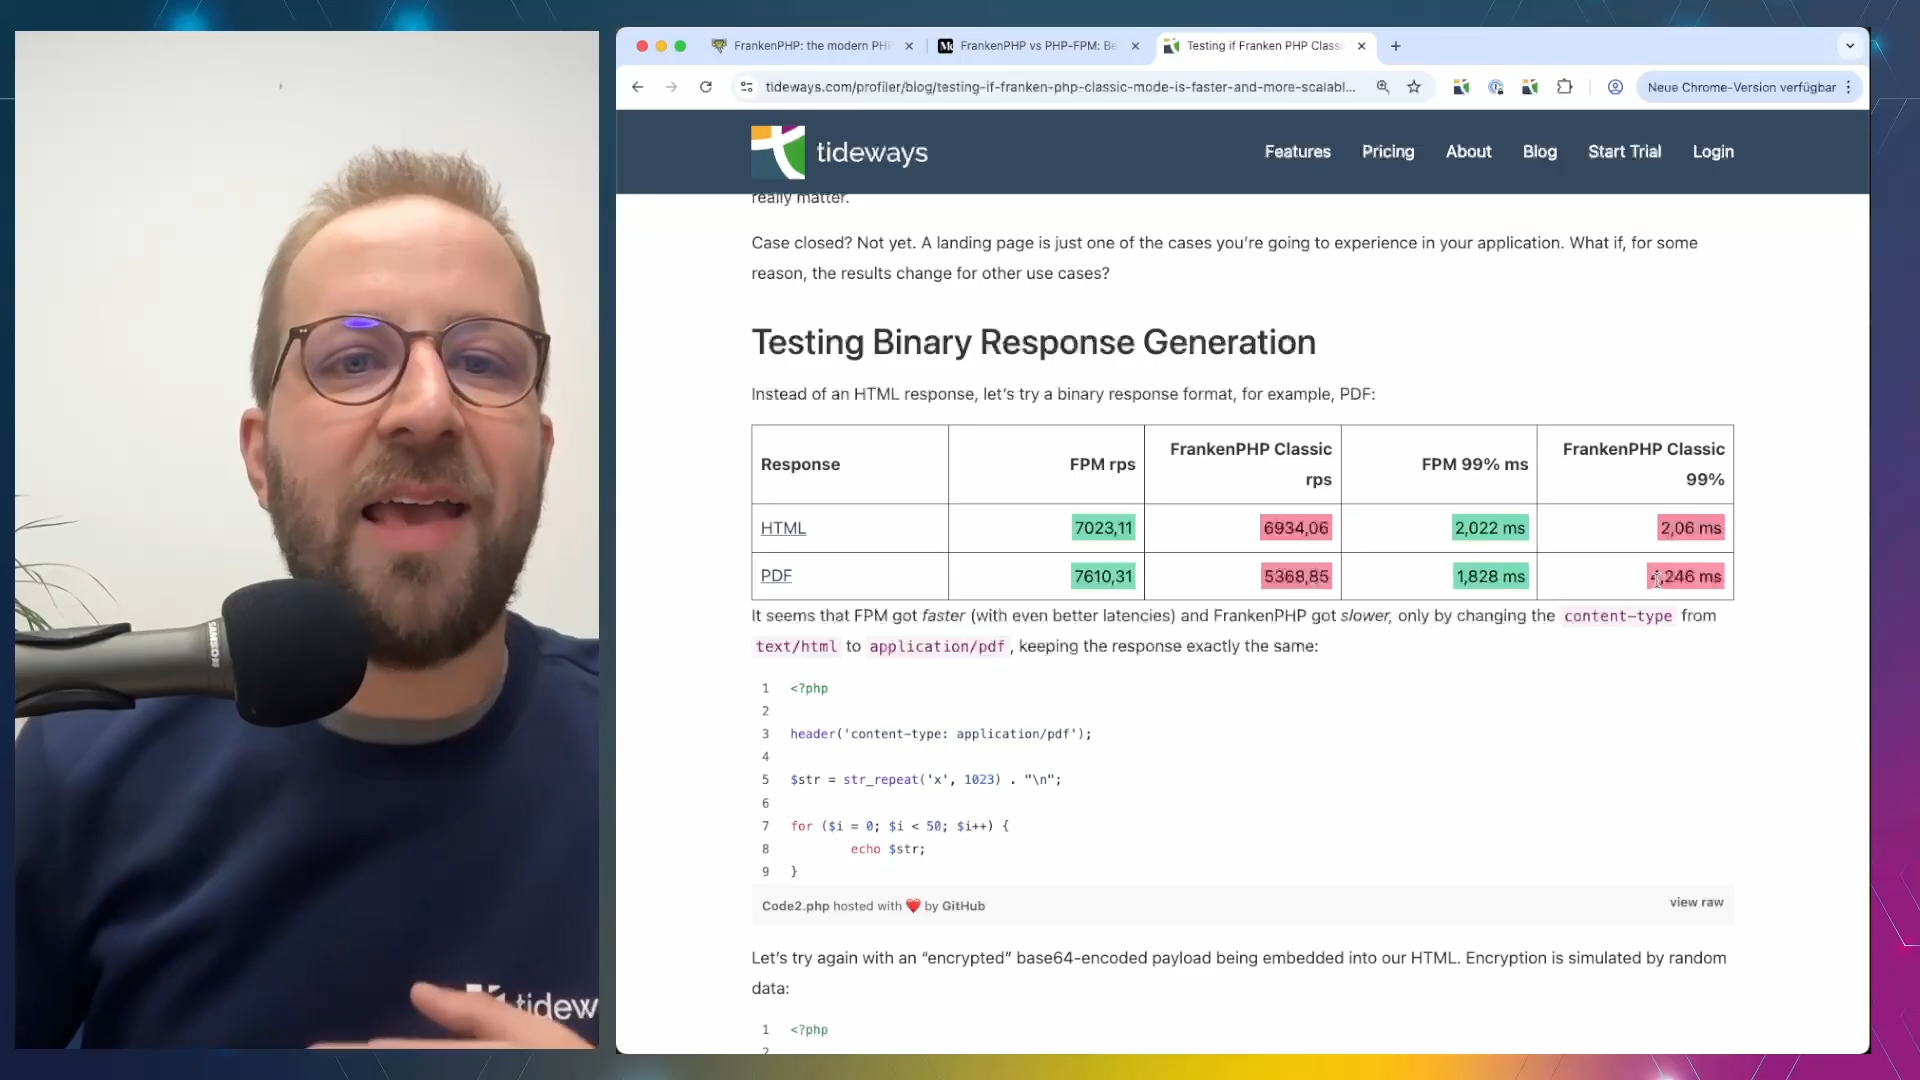 FrankenPHP: the modern PHP
FrankenPHP vs PHP-FPM: Be
Testing if Franken PHP Classi
tideways.com/profiler/blog/testing-if-franken-php-classic-mode-is-faster-and-more-scalabl...
Neue Chrome-Version verfügbar
tideways
Features
Pricing
About
Blog
Start Trial
Login
really matter.
Case closed? Not yet. A landing page is just one of the cases you’re going to experience in your application. What if, for some
reason, the results change for other use cases?
Testing Binary Response Generation
Instead of an HTML response, let’s try a binary response format, for example, PDF:
Response
FPM rps
FrankenPHP Classic
rps
FPM 99% ms
FrankenPHP Classic
99%
HTML
7023,11
6934,06
2,022 ms
2,06 ms
PDF
7610,31
5368,85
1,828 ms
,246 ms
It seems that FPM got faster (with even better latencies) and FrankenPHP got slower, only by changing the content-type from
text/html to application/pdf, keeping the response exactly the same:
1 <?php
2
3 header('content-type: application/pdf');
4
5 $str = str_repeat('x', 1023) . "\n";
6
7 for ($i = 0; $i < 50; $i++) {
8 echo $str;
9 }
Code2.php hosted with ❤ by GitHub
view raw
Let’s try again with an “encrypted” base64-encoded payload being embedded into our HTML. Encryption is simulated by random
data:
1 <?php
2
SAMSON
tidew